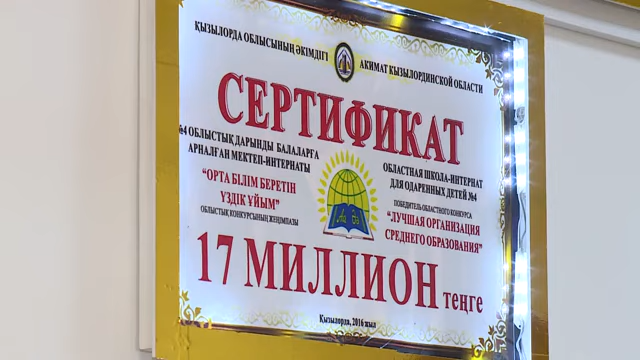 ҚЫЗЫЛОРДА ОБЛЫСЫНЫҢ ӘКІМДІГІ
АКИМАТ КЫЗЫЛОРДИНСКОЙ ОБЛАСТИ
СЕРТИФИКАТ
№4 ОБЛЫСТЫҚ ДАРЫНДЫ БАЛАЛАРҒА
АРНАЛҒАН МЕКТЕП-ИНТЕРНАТЫ
"ОРТА БІЛІМ БЕРЕТІН
ҮЗДІК ҰЙЫМ"
ОБЛЫСТЫҚ КОНКУРСЫНЫҢ ЖЕҢІМПАЗЫ
ОБЛАСТНАЯ ШКОЛА-ИНТЕРНАТ
ДЛЯ ОДАРЕННЫХ ДЕТЕЙ №4
ПОБЕДИТЕЛЬ ОБЛАСТНОГО КОНКУРСА
"ЛУЧШАЯ ОРГАНИЗАЦИЯ
СРЕДНЕГО ОБРАЗОВАНИЯ"
17 МИЛЛИОН теңге
Қызылорда, 2016 жыл